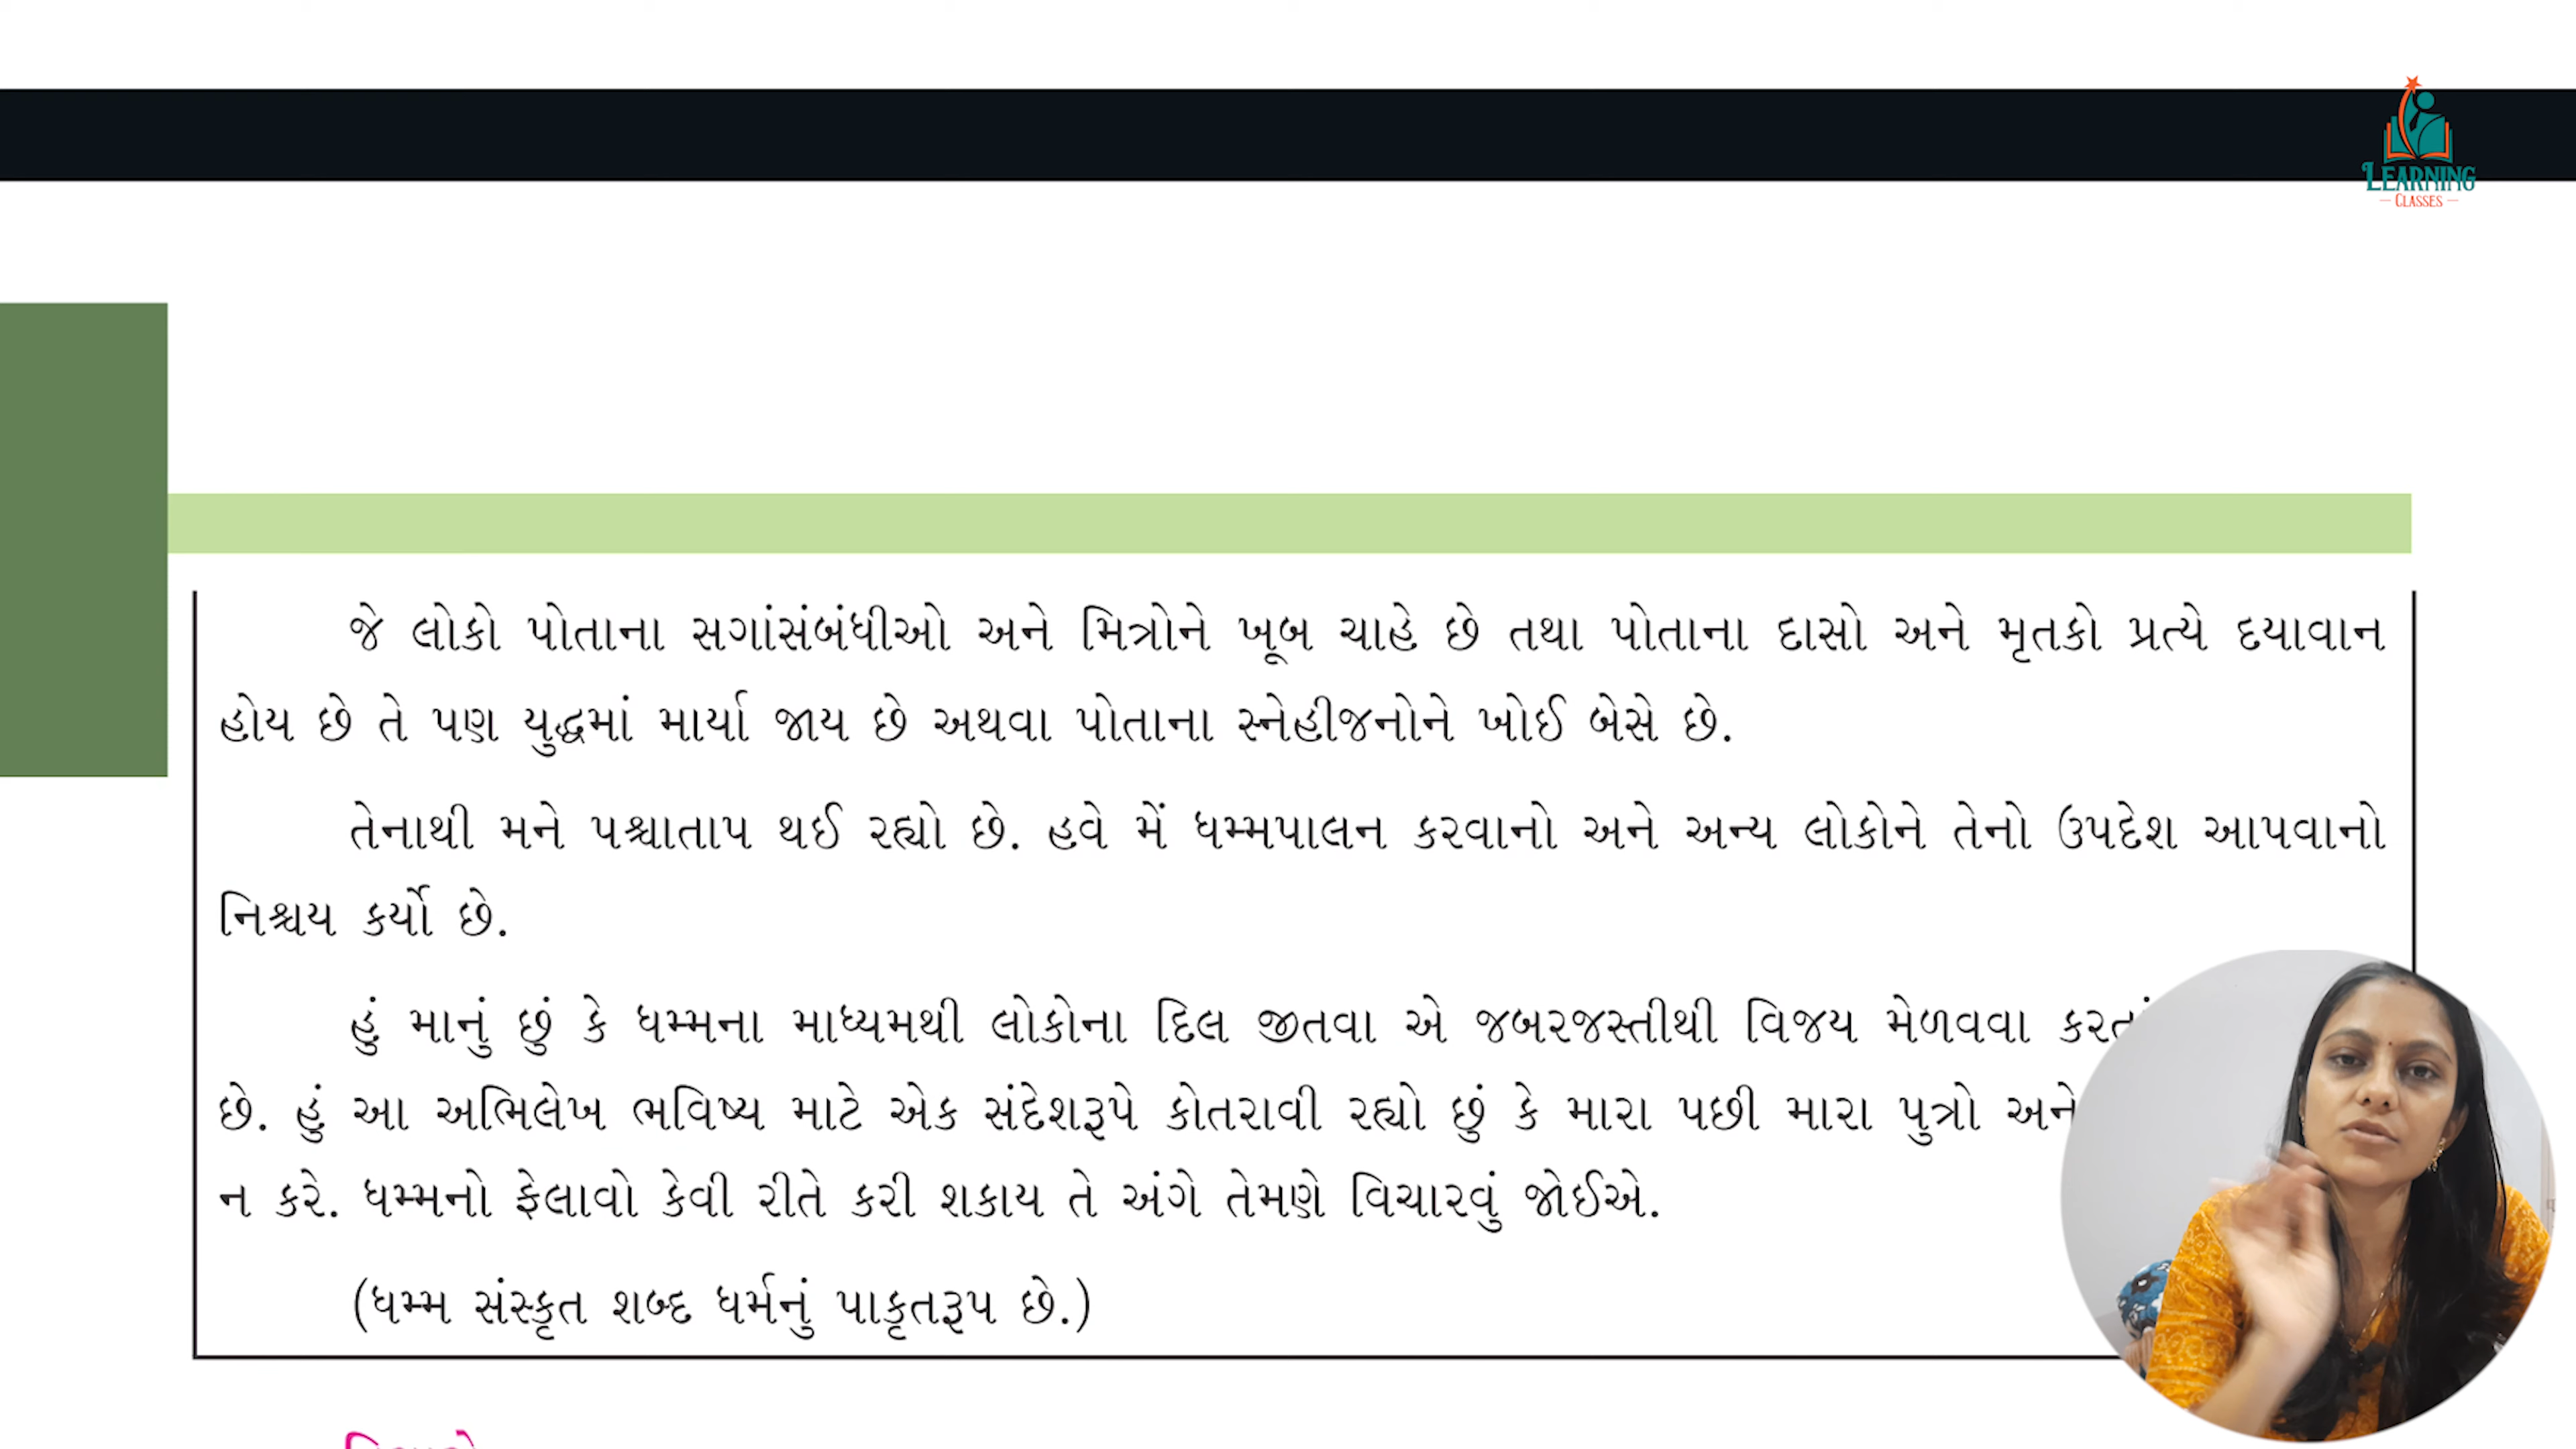 LEARNING
CLASSES
જે લોકો પોતાના સગાંસંબંધીઓ અને મિત્રોને ખૂબ ચાહે છે તથા પોતાના દાસો અને મૃતકો પ્રત્યે દયાવાન
હોય છે તે પણ યુદ્ધમાં માર્યા જાય છે અથવા પોતાના સ્નેહીજનોને ખોઈ બેસે છે.
તેનાથી મને પશ્ચાતાપ થઈ રહ્યો છે. હવે મેં ધમ્મપાલન કરવાનો અને અન્ય લોકોને તેનો ઉપદેશ આપવાનો
નિશ્ચય કર્યો છે.
હું માનું છું કે ધમ્મના માધ્યમથી લોકોના દિલ જીતવા એ જબરજસ્તીથી વિજય મેળવવા કરતાં
છે. હું આ અભિલેખ ભવિષ્ય માટે એક સંદેશરૂપે કોતરાવી રહ્યો છું કે મારા પછી મારા પુત્રો અને
ન કરે. ધમ્મનો ફેલાવો કેવી રીતે કરી શકાય તે અંગે તેમણે વિચારવું જોઈએ.
(ધમ્મ સંસ્કૃત શબ્દ ધર્મનું પાકૃતરૂપ છે.)